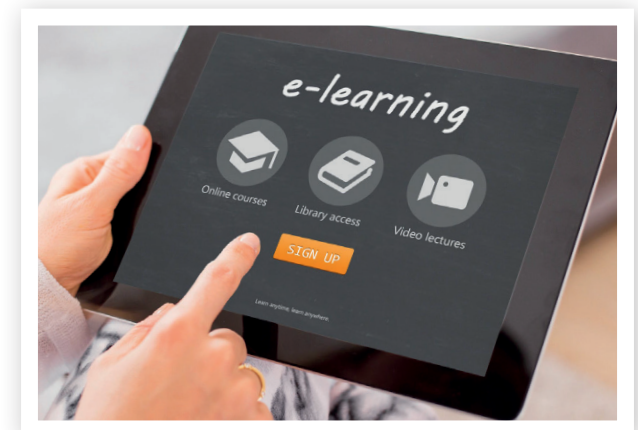 e-learning
Online courses
Library access
Video lectures
SIGN UP
Learn anytime, learn anywhere.